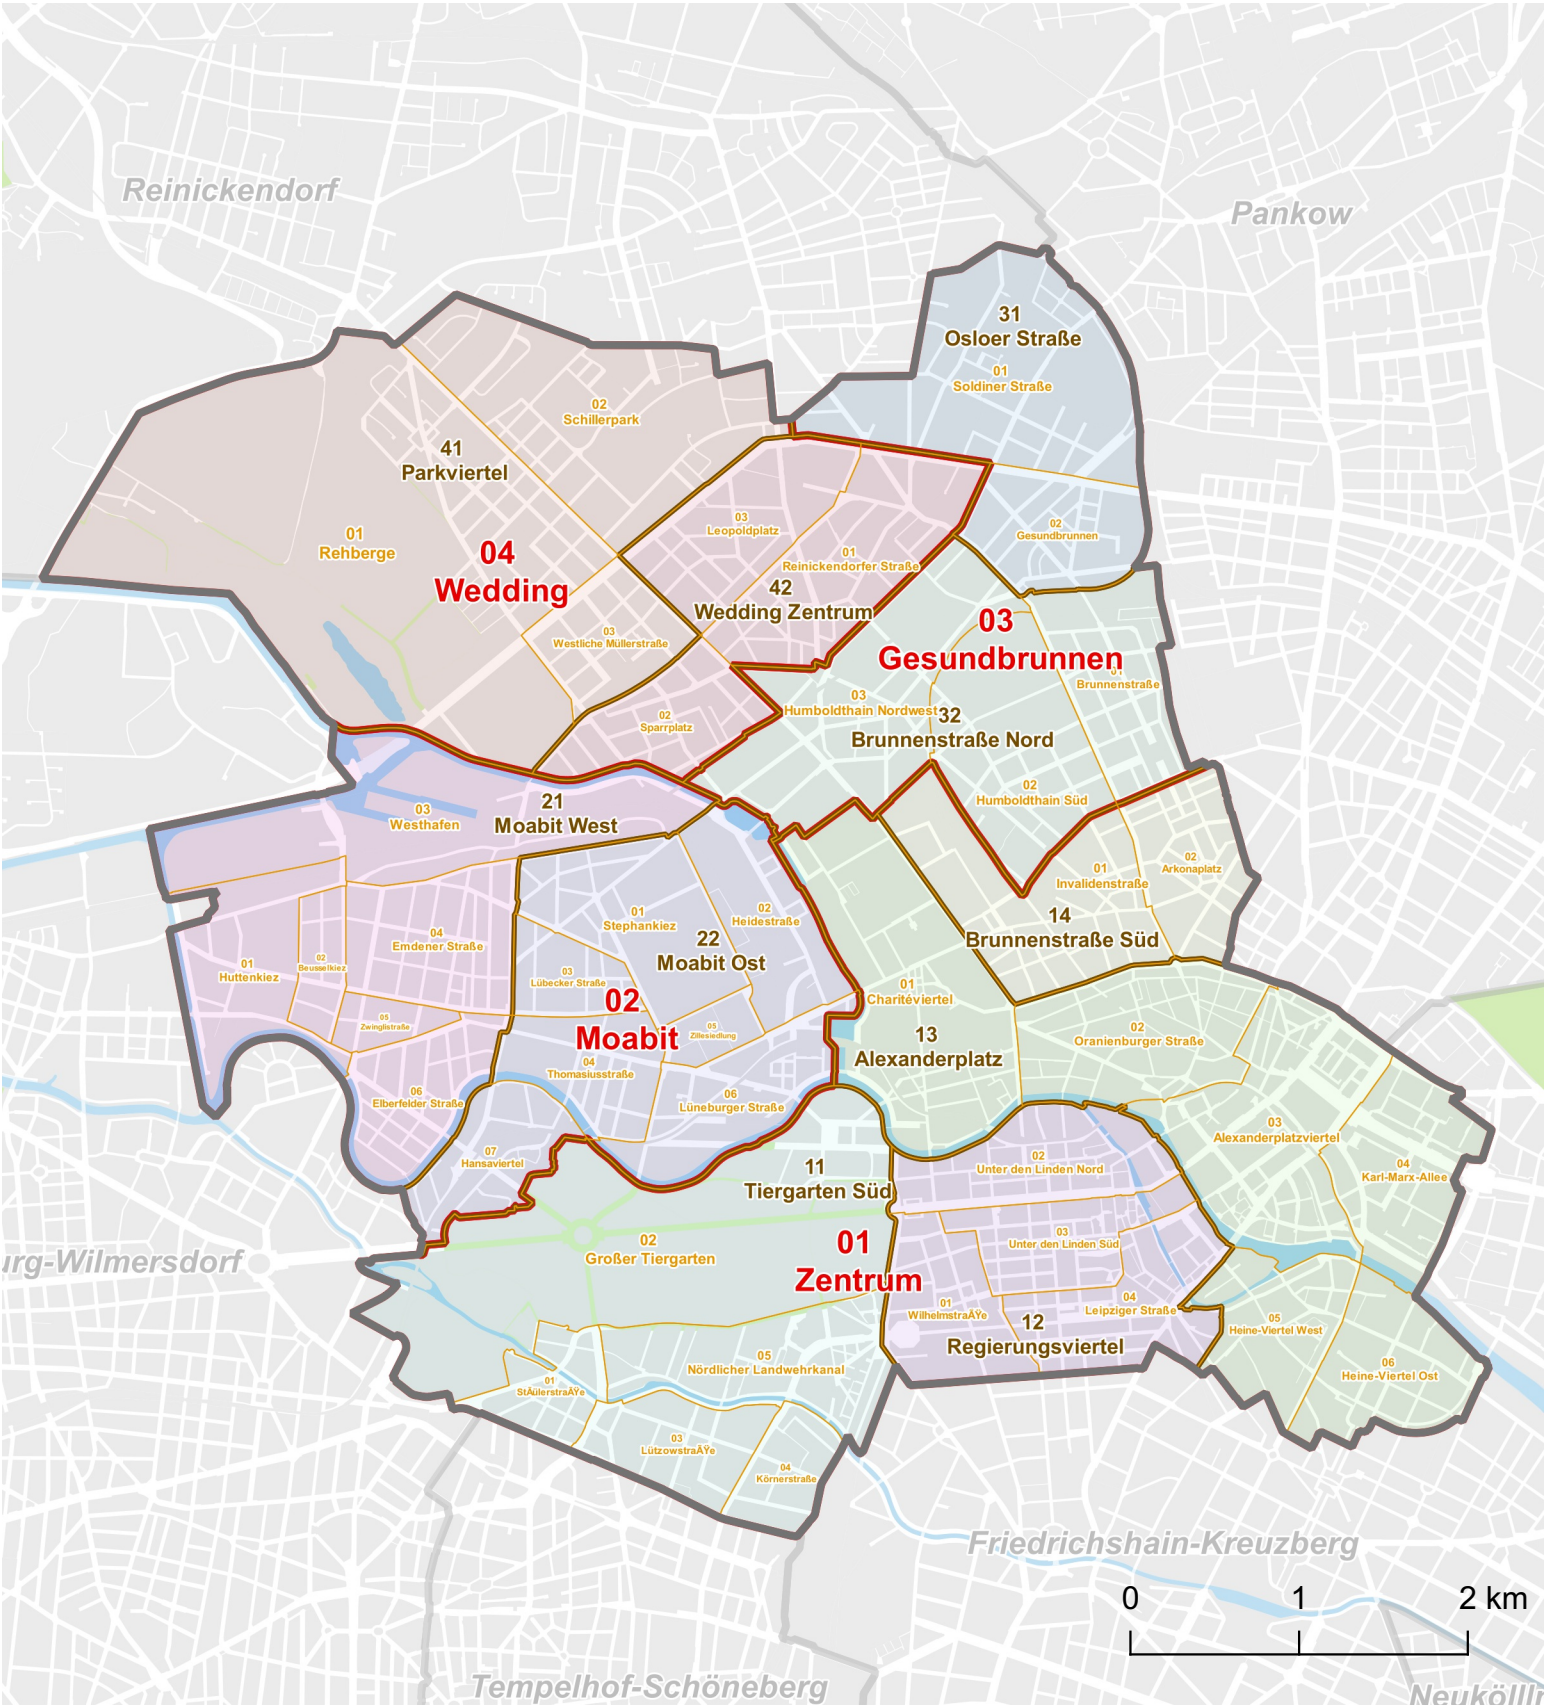 Reinickendorf
Pankow
31
Osloer Straße
01
Soldiner Straße
02
Schillerpark
41
Parkviertel
03
Leopoldplatz
02
Gesundbrunnen
01
Rehberge
04
Wedding
01
Reinickendorfer Straße
42
Wedding Zentrum
03
Gesundbrunnen
03
Westliche Müllerstraße
01
Brunnenstraße
03
Humboldthain Nordwest
02
Sparrplatz
32
Brunnenstraße Nord
02
Humboldthain Süd
21
Moabit West
03
Westhafen
02
Arkonaplatz
01
Invalidenstraße
01
Stephankiez
02
Heidestraße
14
Brunnenstraße Süd
04
Emdener Straße
22
Moabit Ost
01
Huttenkiez
02
Beusselkiez
03
Lübecker Straße
01
Charitéviertel
02
Moabit
05
Zwinglistraße
05
Zillesiedlung
13
Alexanderplatz
02
Oranienburger Straße
04
Thomasiusstraße
06
Elberfelder Straße
06
Lüneburger Straße
03
Alexanderplatzviertel
07
Hansaviertel
11
Tiergarten Süd
02
Unter den Linden Nord
04
Karl-Marx-Allee
02
Großer Tiergarten
01
Zentrum
03
Unter den Linden Süd
urg-Wilmersdorf
01
WilhelmstraÃŸe
04
Leipziger Straße
12
Regierungsviertel
05
Heine-Viertel West
05
Nördlicher Landwehrkanal
06
Heine-Viertel Ost
01
StÃülerstraÃŸe
03
LützowstraÃŸe
04
Körnerstraße
Friedrichshain-Kreuzberg
0 1 2 km
Tempelhof-Schöneberg